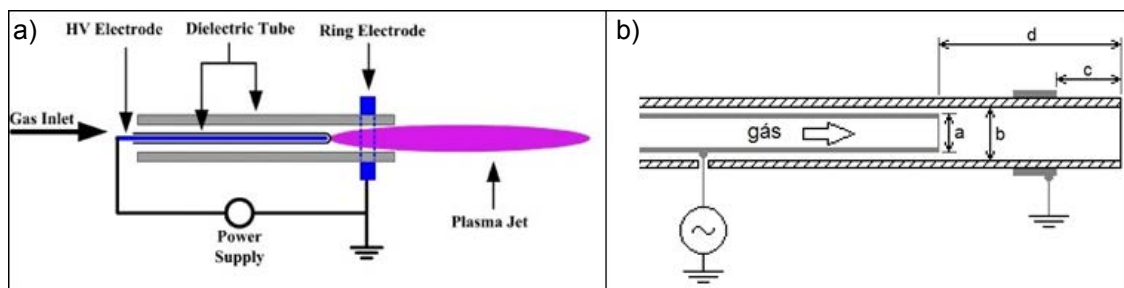 a)
HV Electrode
Dielectric Tube
Ring Electrode
Gas Inlet
Power
Supply
Plasma Jet
b)
d
c
gás
a
b